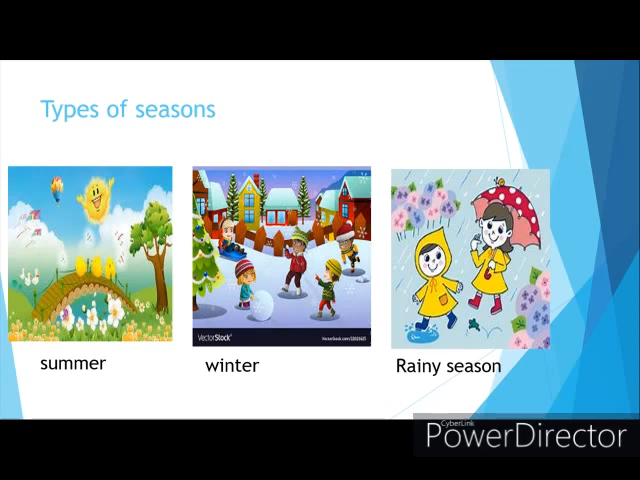 Types of seasons
VectorStock®
summer
winter
Rainy season
CyberLink
PowerDirector